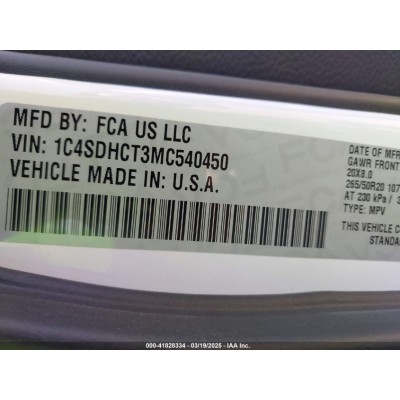 MFD BY: FCA US LLC
VIN: 1C4SDHCT3MC540450
VEHICLE MADE IN: U.S.A.
DATE OF MFR
GAWR FRONT
20X8.0
265/50R20 107
AT 230 kPa /
TYPE: MPV
THIS VEHICLE C
STANDA
000-41828334 - 03/19/2025 - IAA Inc.